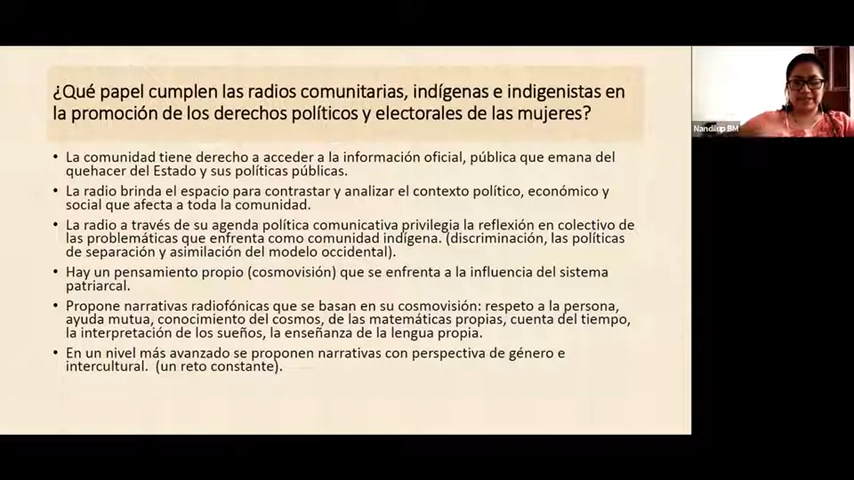 ¿Qué papel cumplen las radios comunitarias, indígenas e indigenistas en
la promoción de los derechos políticos y electorales de las mujeres?
• La comunidad tiene derecho a acceder a la información oficial, pública que emana del
quehacer del Estado y sus políticas públicas.
• La radio brinda el espacio para contrastar y analizar el contexto político, económico y
social que afecta a toda la comunidad.
• La radio a través de su agenda política comunicativa privilegia la reflexión en colectivo de
las problemáticas que enfrenta como comunidad indígena. (discriminación, las políticas
de separación y asimilación del modelo occidental).
• Hay un pensamiento propio (cosmovisión) que se enfrenta a la influencia del sistema
patriarcal.
• Propone narrativas radiofónicas que se basan en su cosmovisión: respeto a la persona,
ayuda mutua, conocimiento del cosmos, de las matemáticas propias, cuenta del tiempo,
la interpretación de los sueños, la enseñanza de la lengua propia.
• En un nivel más avanzado se proponen narrativas con perspectiva de género e
intercultural. (un reto constante).
Nandiup BM